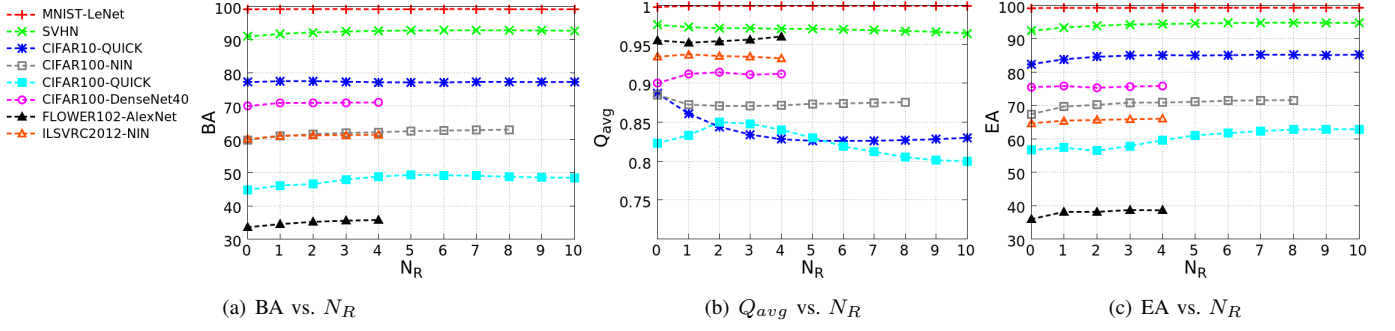 MNIST-LeNet
SVHN
CIFAR10-QUICK
CIFAR100-NIN
CIFAR100-QUICK
CIFAR100-DenseNet40
FLOWER102-AlexNet
ILSVRC2012-NIN
100
90
80
70
60
50
40
30
BA
0 1 2 3 4 5 6 7 8 9 10
N_R
(a) BA vs. N_R
1
0.95
0.9
0.85
0.8
0.75
Q_avg
0 1 2 3 4 5 6 7 8 9 10
N_R
(b) Q_avg vs. N_R
100
90
80
70
60
50
40
30
EA
0 1 2 3 4 5 6 7 8 9 10
N_R
(c) EA vs. N_R